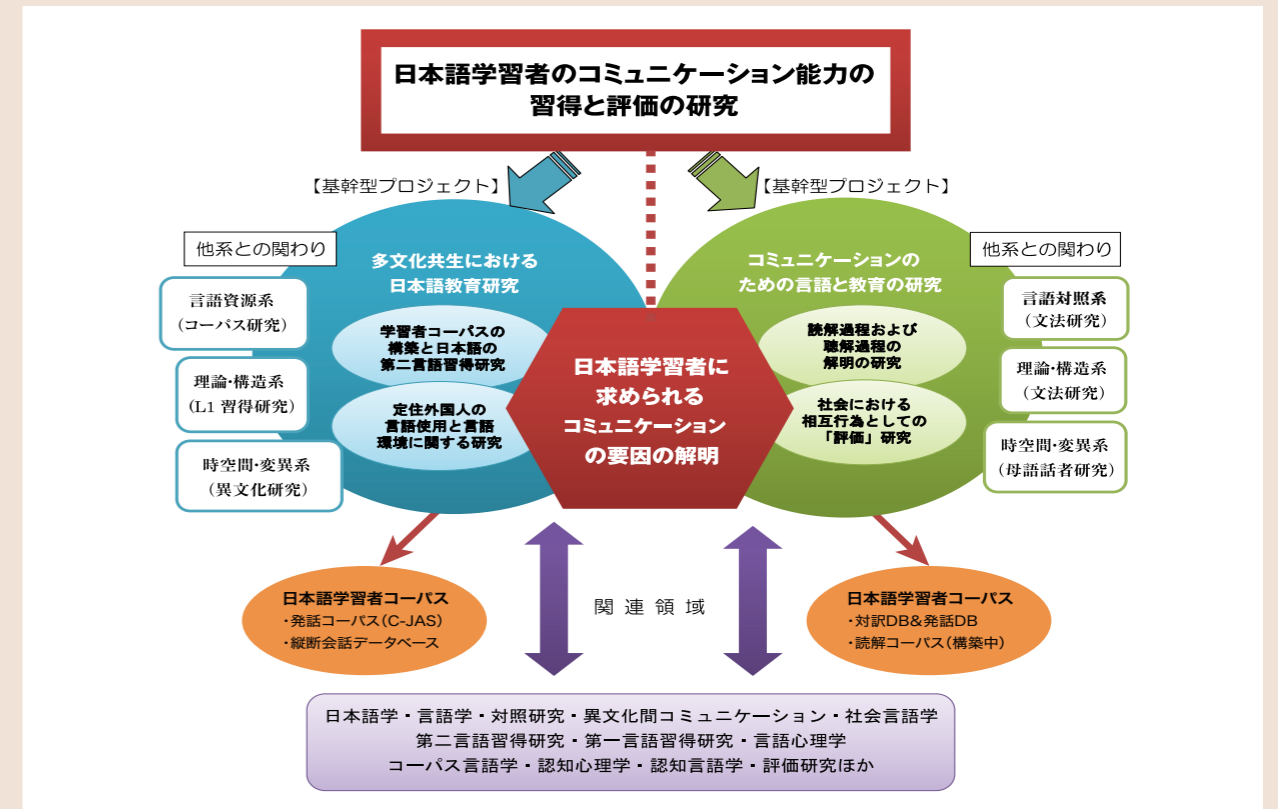 日本語学習者のコミュニケーション能力の
習得と評価の研究
【基幹型プロジェクト】
【基幹型プロジェクト】
他系との関わり
言語資源系
(コーパス研究)
理論・構造系
(L1 習得研究)
時空間・変異系
(異文化研究)
多文化共生における
日本語教育研究
学習者コーパスの
構築と日本語の
第二言語習得研究
定住外国人の
言語使用と言語
環境に関する研究
日本語学習者に
求められる
コミュニケーション
の要因の解明
コミュニケーションの
ための言語と教育の研究
読解過程および
聴解過程の
解明の研究
社会における
相互行為としての
「評価」研究
他系との関わり
言語対照系
(文法研究)
理論・構造系
(文法研究)
時空間・変異系
(母語話者研究)
日本語学習者コーパス
・発話コーパス(C-JAS)
・縦断会話データベース
関連領域
日本語学習者コーパス
・対訳DB&発話DB
・読解コーパス(構築中)
日本語学・言語学・対照研究・異文化間コミュニケーション・社会言語学
第二言語習得研究・第一言語習得研究・言語心理学
コーパス言語学・認知心理学・認知言語学・評価研究ほか